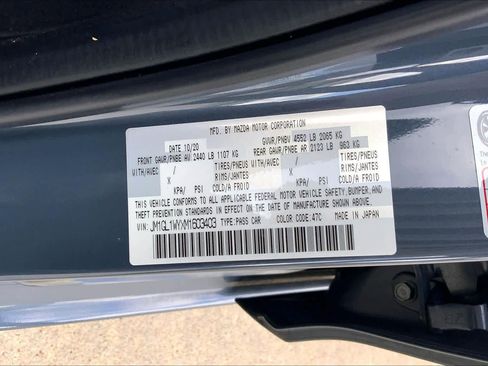 MFD. BY MAZDA MOTOR CORPORATION
DATE 10/20 GVWR/PNBV 4552 LB 2065 KG
FRONT GAWR/PNBE AV 2440 LB 1107 KG REAR GAWR/PNBE AR 2123 LB 963 KG
WITH/AVEC / TIRES/PNEUS WITH/AVEC / TIRES/PNEUS
X RIMS/JANTES X RIMS/JANTES
KPA/ PSI COLD/A FROID KPA/ PSI COLD/A FROID
THIS VEHICLE CONFORMS TO ALL APPLICABLE FEDERAL MOTOR VEHICLE SAFETY, BUMPER, AND
THEFT PREVENTION STANDARDS IN EFFECT ON THE DATE OF MANUFACTURE SHOWN ABOVE.
VIN: JM1GL1WYXM1603403 TYPE: PASS CAR COLOR CODE: 47C MADE IN JAPAN